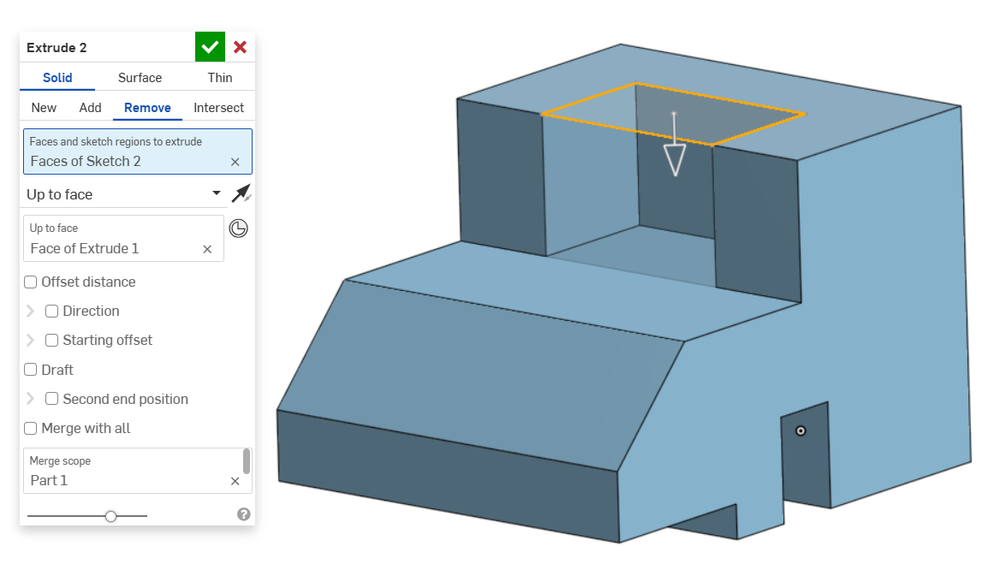 Extrude 2
Solid Surface Thin
New Add Remove Intersect
Faces and sketch regions to extrude
Faces of Sketch 2
Up to face
Up to face
Face of Extrude 1
Offset distance
Direction
Starting offset
Draft
Second end position
Merge with all
Merge scope
Part 1
?